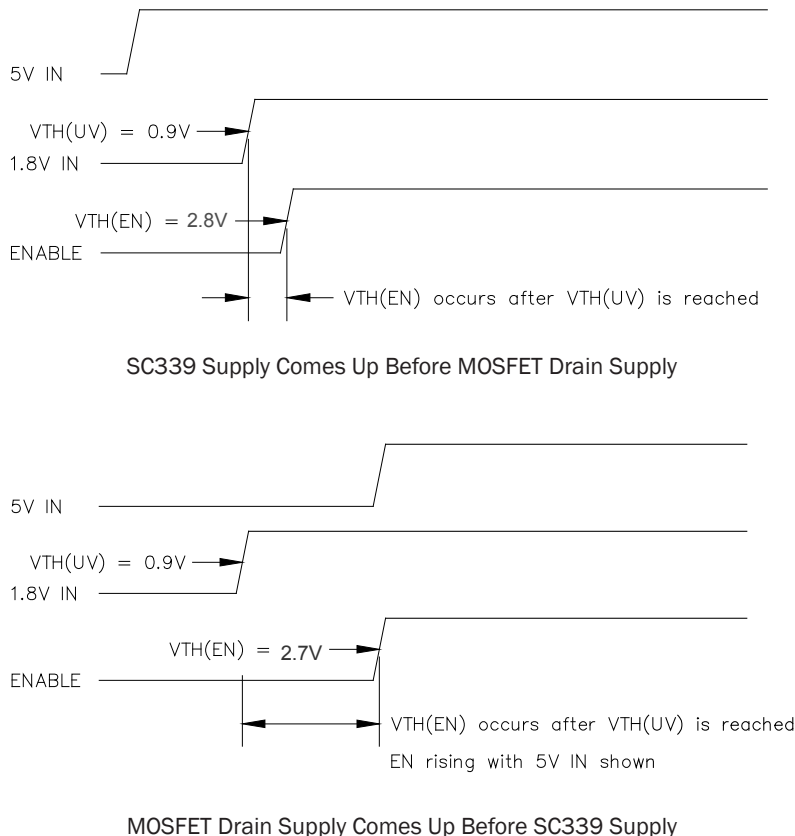 5V IN
VTH(UV) = 0.9V
1.8V IN
VTH(EN) = 2.8V
ENABLE
VTH(EN) occurs after VTH(UV) is reached
SC339 Supply Comes Up Before MOSFET Drain Supply
5V IN
VTH(UV) = 0.9V
1.8V IN
VTH(EN) = 2.7V
ENABLE
VTH(EN) occurs after VTH(UV) is reached
EN rising with 5V IN shown
MOSFET Drain Supply Comes Up Before SC339 Supply